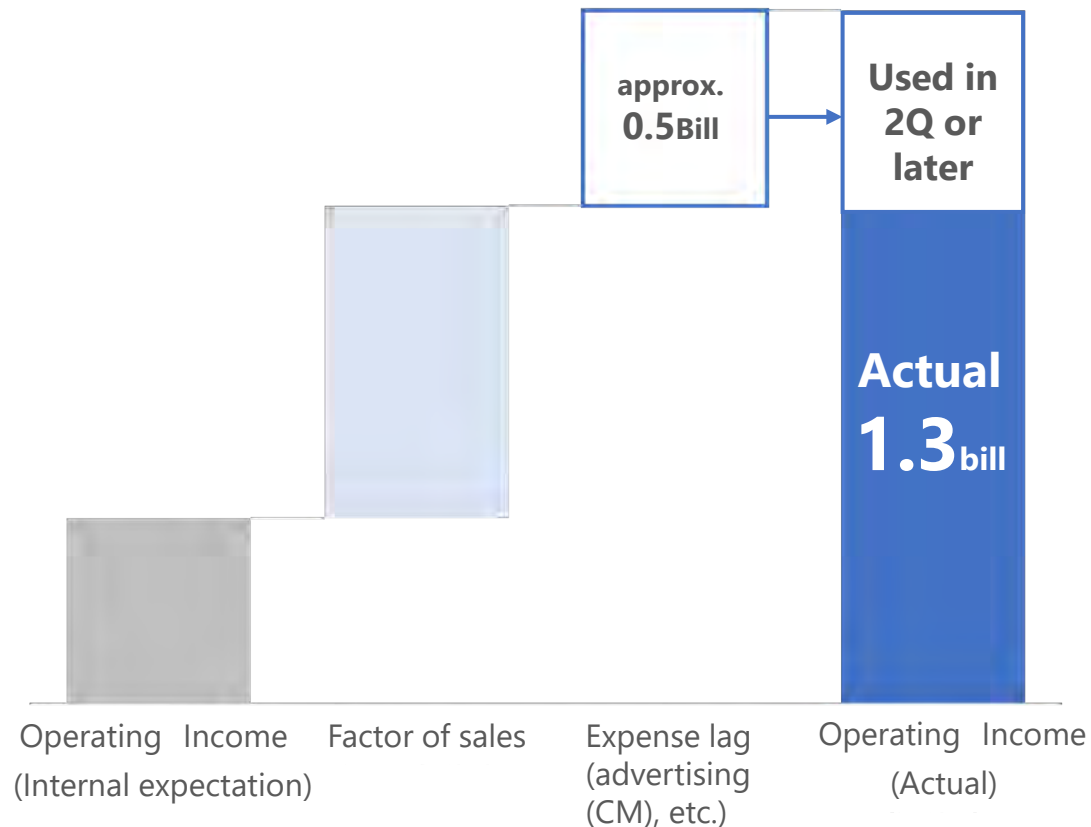 approx.
0.5Bill
Used in
2Q or
later
Actual
1.3bill
Operating Income
(Internal expectation)
Factor of sales
Expense lag
(advertising
(CM), etc.)
Operating Income
(Actual)